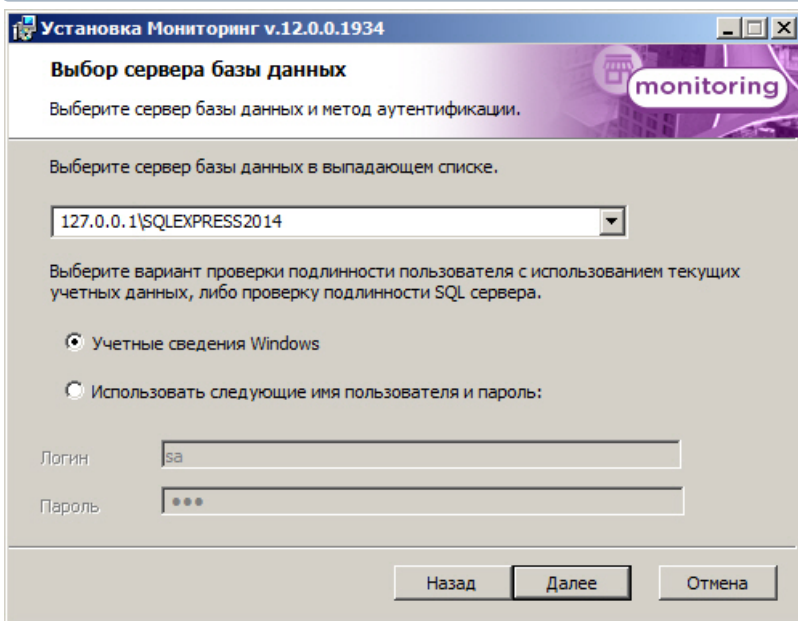 Установка Мониторинг v.12.0.0.1934
Выбор сервера базы данных
Выберите сервер базы данных и метод аутентификации.
monitoring
Выберите сервер базы данных в выпадающем списке.
127.0.0.1\SQLEXPRESS2014
Выберите вариант проверки подлинности пользователя с использованием текущих
учетных данных, либо проверку подлинности SQL сервера.
Учетные сведения Windows
Использовать следующие имя пользователя и пароль:
Логин
sa
Пароль
•••
Назад
Далее
Отмена